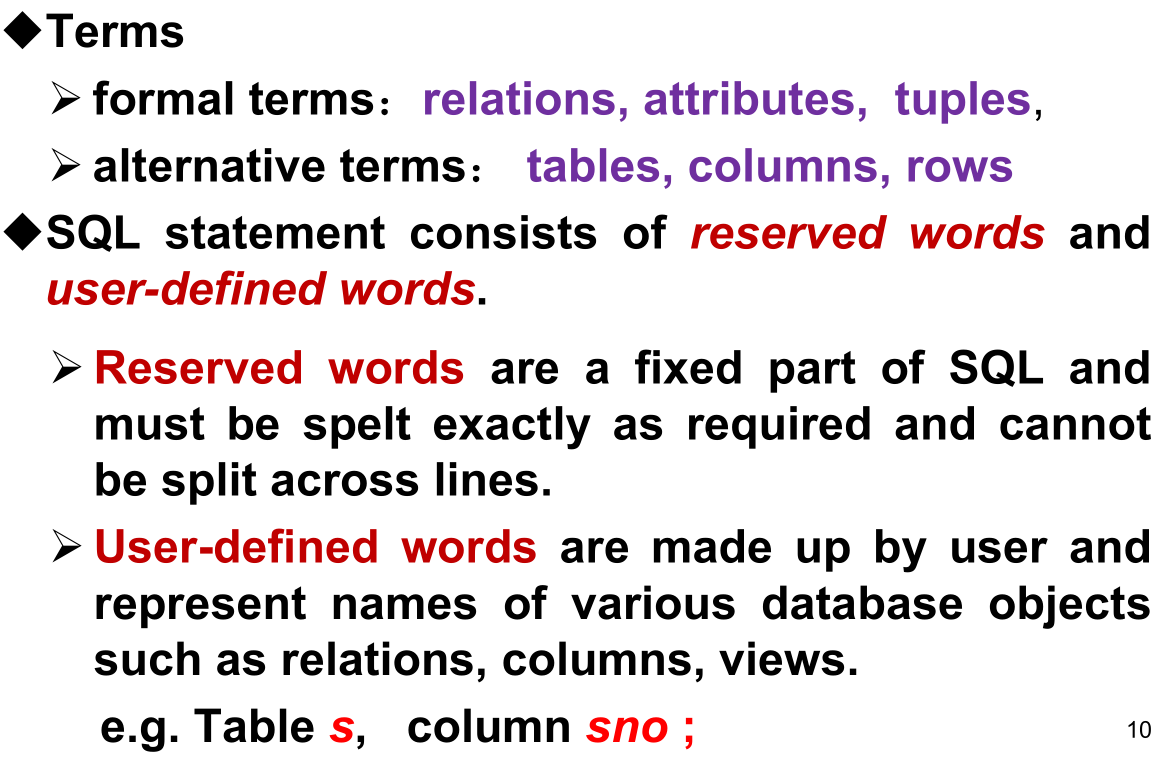 ◆Terms
➢ formal terms：relations, attributes, tuples,
➢ alternative terms： tables, columns, rows
◆SQL statement consists of reserved words and
user-defined words.
➢ Reserved words are a fixed part of SQL and
must be spelt exactly as required and cannot
be split across lines.
➢ User-defined words are made up by user and
represent names of various database objects
such as relations, columns, views.
e.g. Table s, column sno ;
10